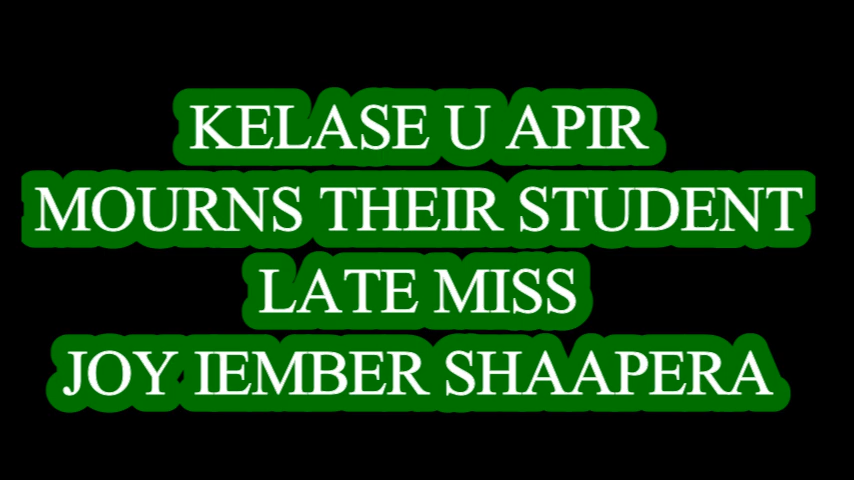 KELASE U APIR
MOURNS THEIR STUDENT
LATE MISS
JOY IEMBER SHAAPERA